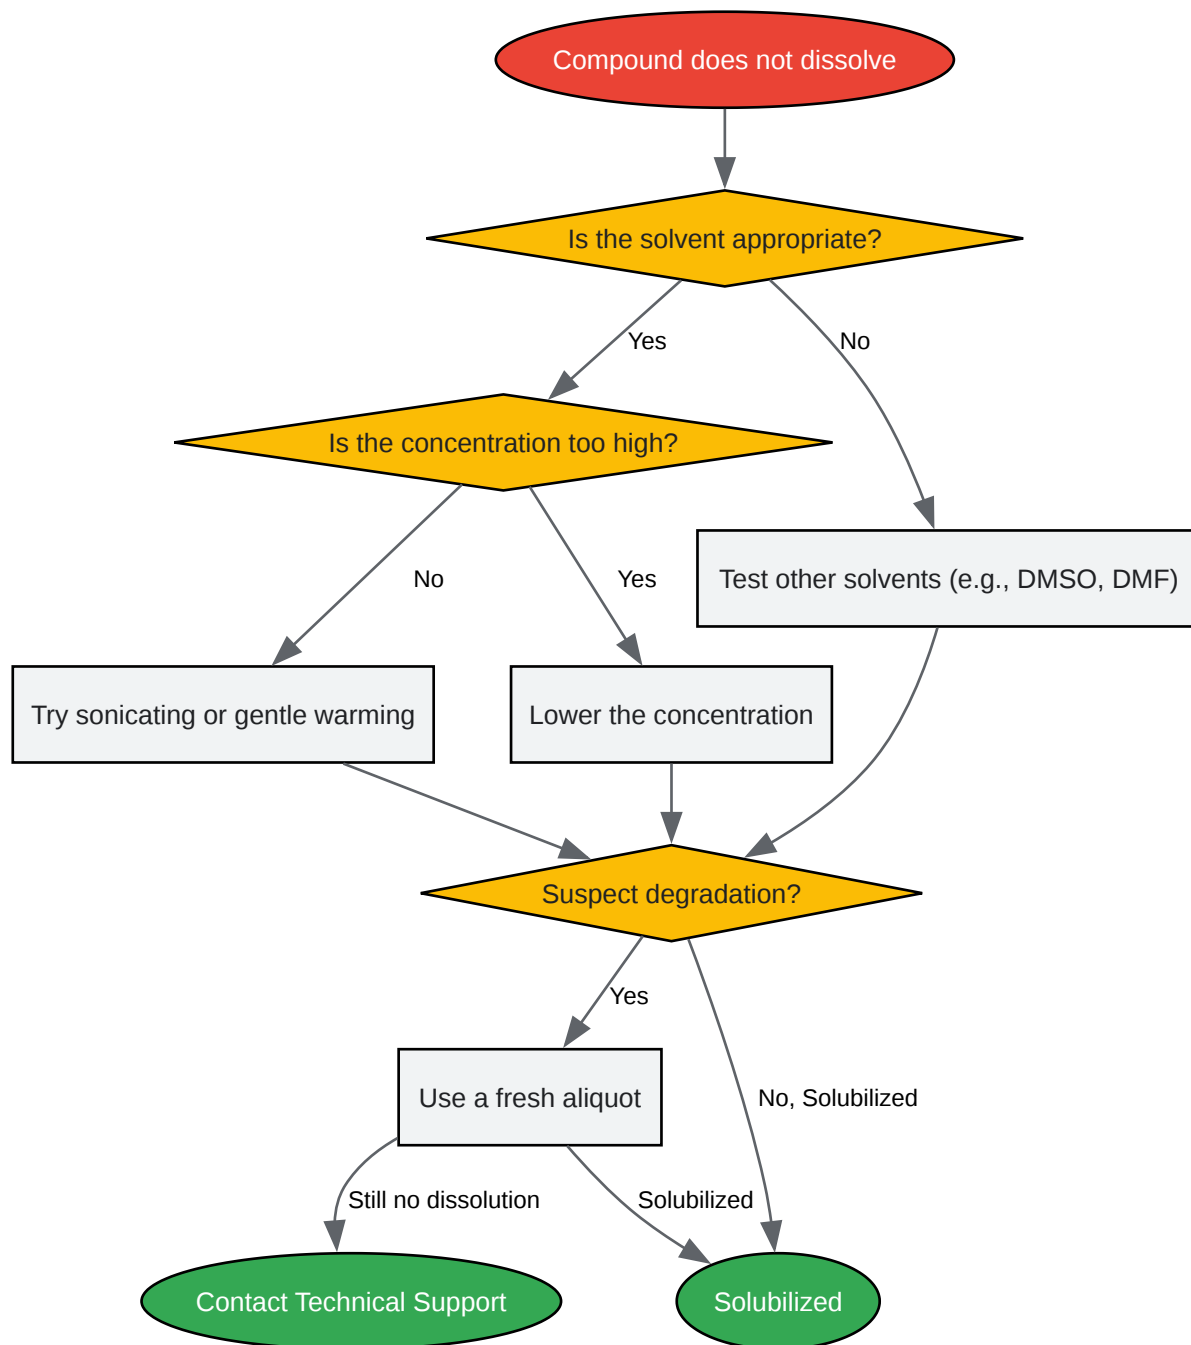 Compound does not dissolve
Is the solvent appropriate?
Yes
No
Is the concentration too high?
No
Yes
Test other solvents (e.g., DMSO, DMF)
Try sonicating or gentle warming
Lower the concentration
Suspect degradation?
Yes
Use a fresh aliquot
No, Solubilized
Still no dissolution
Solubilized
Contact Technical Support
Solubilized